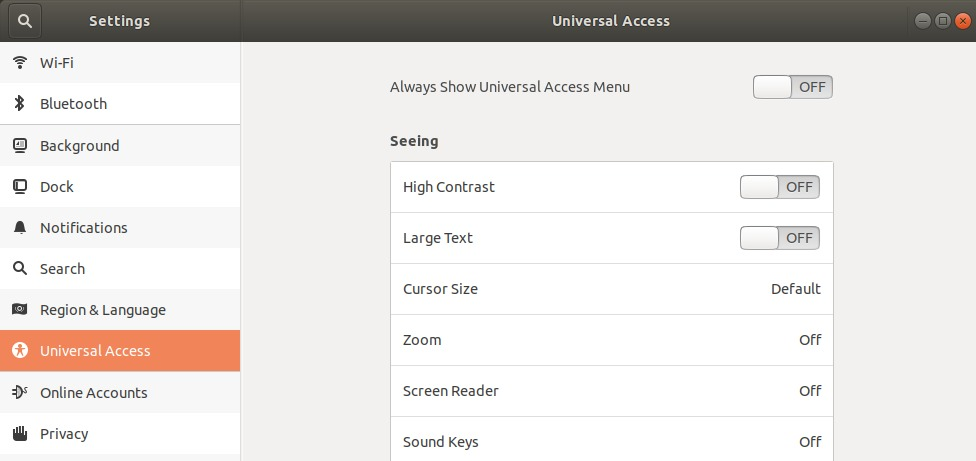 Settings
Universal Access
Wi-Fi
Bluetooth
Background
Dock
Notifications
Search
Region & Language
Universal Access
Online Accounts
Privacy
Always Show Universal Access Menu OFF
Seeing
High Contrast OFF
Large Text OFF
Cursor Size Default
Zoom Off
Screen Reader Off
Sound Keys Off